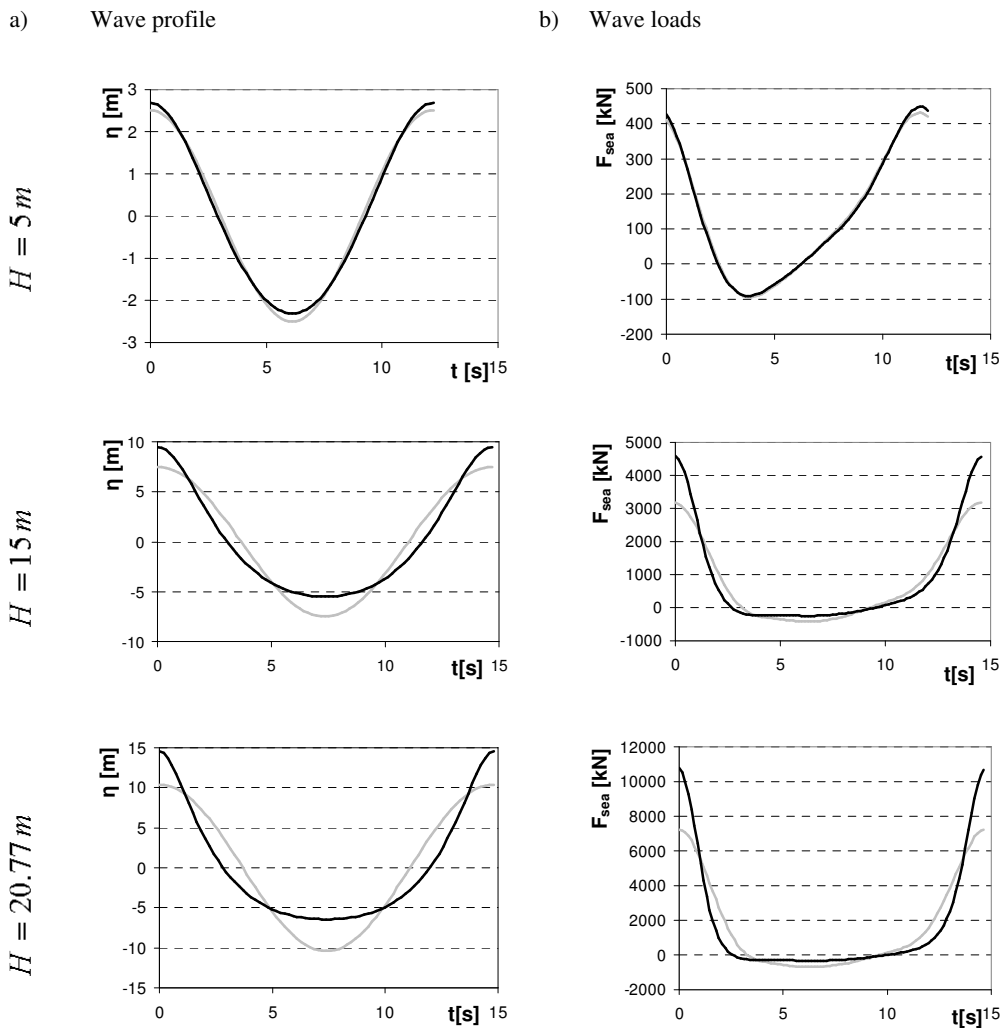 a) Wave profile
b) Wave loads
H = 5 m
η [m]
3
2
1
0
-1
-2
-3
0 5 10 15
t [s]
F_sea [kN]
500
400
300
200
100
0
-100
-200
0 5 10 15
t[s]
H = 15 m
η [m]
10
5
0
-5
-10
0 5 10 15
t[s]
F_sea [kN]
5000
4000
3000
2000
1000
0
-1000
0 5 10 15
t[s]
H = 20.77 m
η [m]
15
10
5
0
-5
-10
-15
0 5 10 15
t[s]
F_sea [kN]
12000
10000
8000
6000
4000
2000
0
-2000
0 5 10 15
t[s]